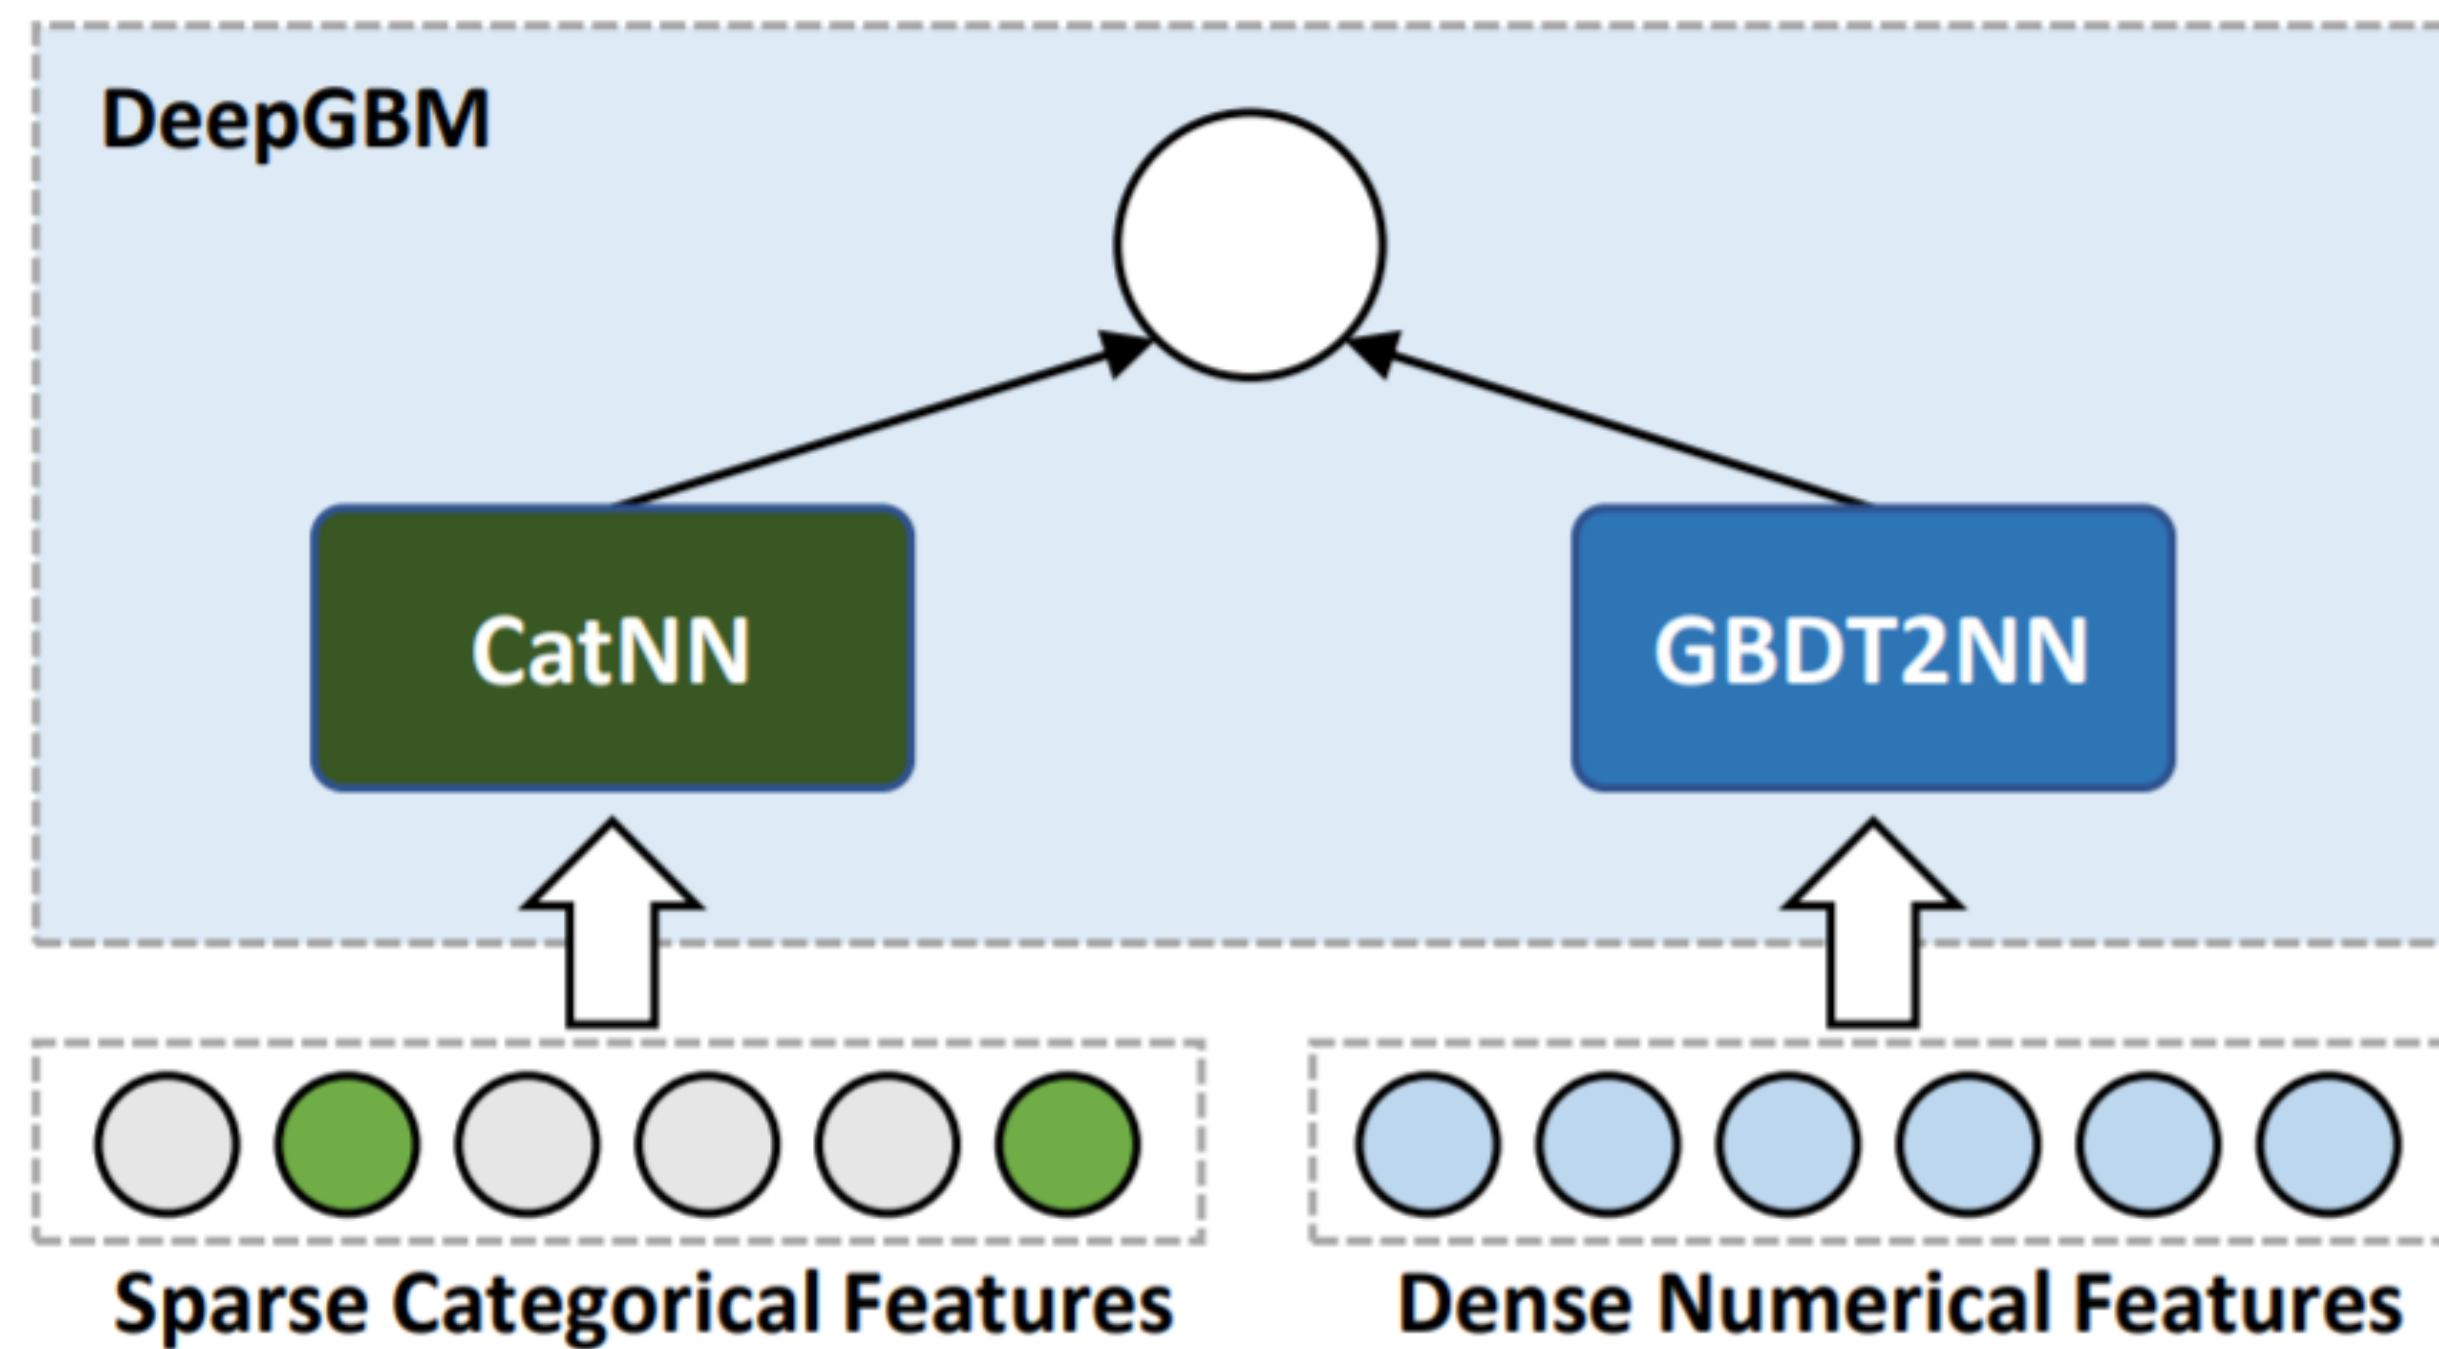 DeepGBM
CatNN
GBDT2NN
Sparse Categorical Features
Dense Numerical Features